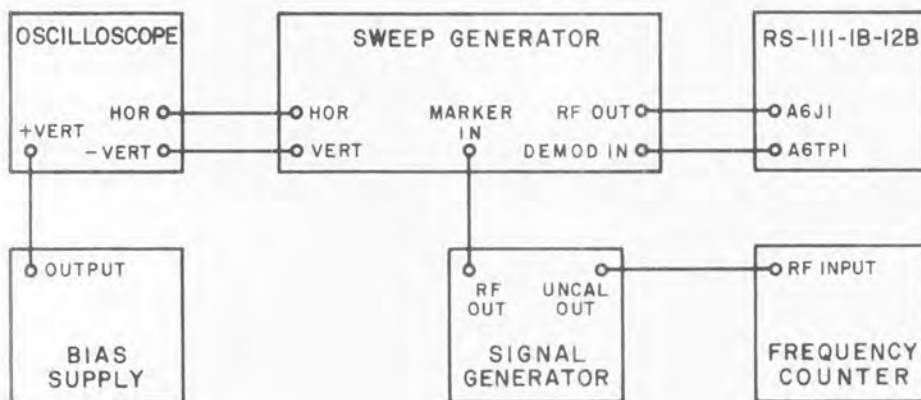 OSCILLOSCOPE
HOR
+VERT
-VERT
SWEEP GENERATOR
HOR
VERT
MARKER
IN
RF OUT
DEMOD IN
RS-111-1B-12B
A6J1
A6TP1
OUTPUT
BIAS
SUPPLY
RF
OUT
UNCAL
OUT
SIGNAL
GENERATOR
RF INPUT
FREQUENCY
COUNTER